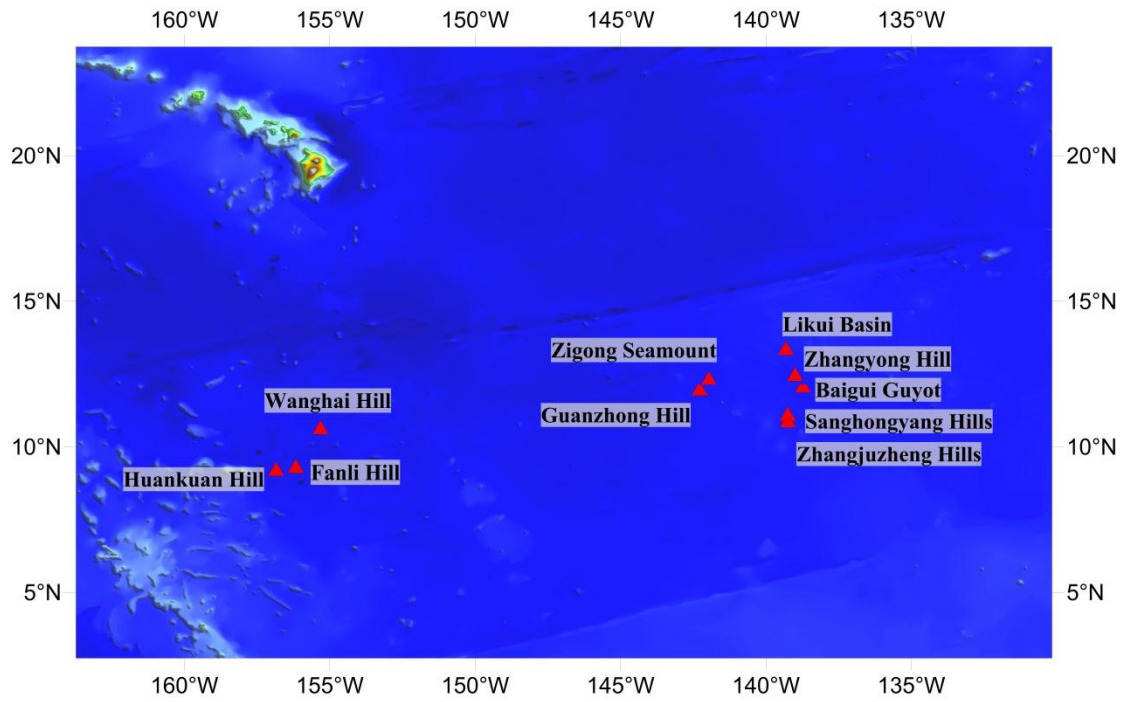 160°W 155°W 150°W 145°W 140°W 135°W
20°N 20°N
15°N 15°N
Likui Basin
Zigong Seamount
Zhangyong Hill
Baigui Guyot
Wanghai Hill
Guanzhong Hill
Sanghongyang Hills
10°N 10°N
Zhangjuzheng Hills
Huankuan Hill
Fanli Hill
5°N 5°N
160°W 155°W 150°W 145°W 140°W 135°W